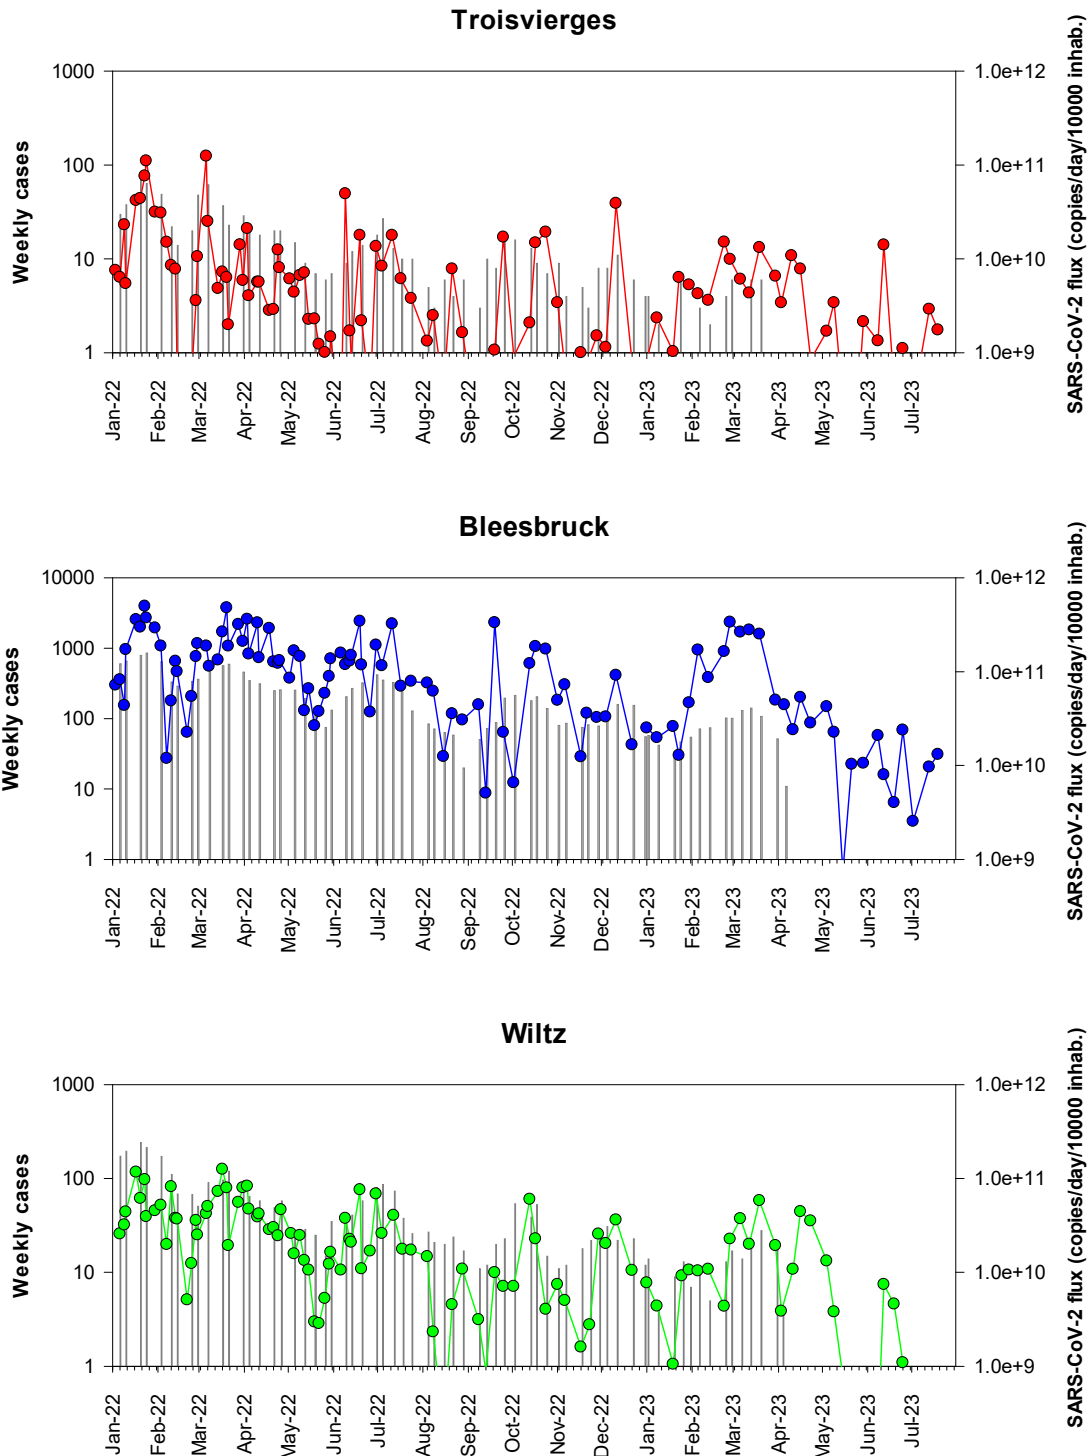 Troisvierges
1000
100
10
1
Weekly cases
1.0e+12
1.0e+11
1.0e+10
1.0e+9
SARS-CoV-2 flux (copies/day/10000 inhab.)
Jan-22
Feb-22
Mar-22
Apr-22
May-22
Jun-22
Jul-22
Aug-22
Sep-22
Oct-22
Nov-22
Dec-22
Jan-23
Feb-23
Mar-23
Apr-23
May-23
Jun-23
Jul-23
Bleesbruck
10000
1000
100
10
1
Weekly cases
1.0e+12
1.0e+11
1.0e+10
1.0e+9
SARS-CoV-2 flux (copies/day/10000 inhab.)
Jan-22
Feb-22
Mar-22
Apr-22
May-22
Jun-22
Jul-22
Aug-22
Sep-22
Oct-22
Nov-22
Dec-22
Jan-23
Feb-23
Mar-23
Apr-23
May-23
Jun-23
Jul-23
Wiltz
1000
100
10
1
Weekly cases
1.0e+12
1.0e+11
1.0e+10
1.0e+9
SARS-CoV-2 flux (copies/day/10000 inhab.)
Jan-22
Feb-22
Mar-22
Apr-22
May-22
Jun-22
Jul-22
Aug-22
Sep-22
Oct-22
Nov-22
Dec-22
Jan-23
Feb-23
Mar-23
Apr-23
May-23
Jun-23
Jul-23